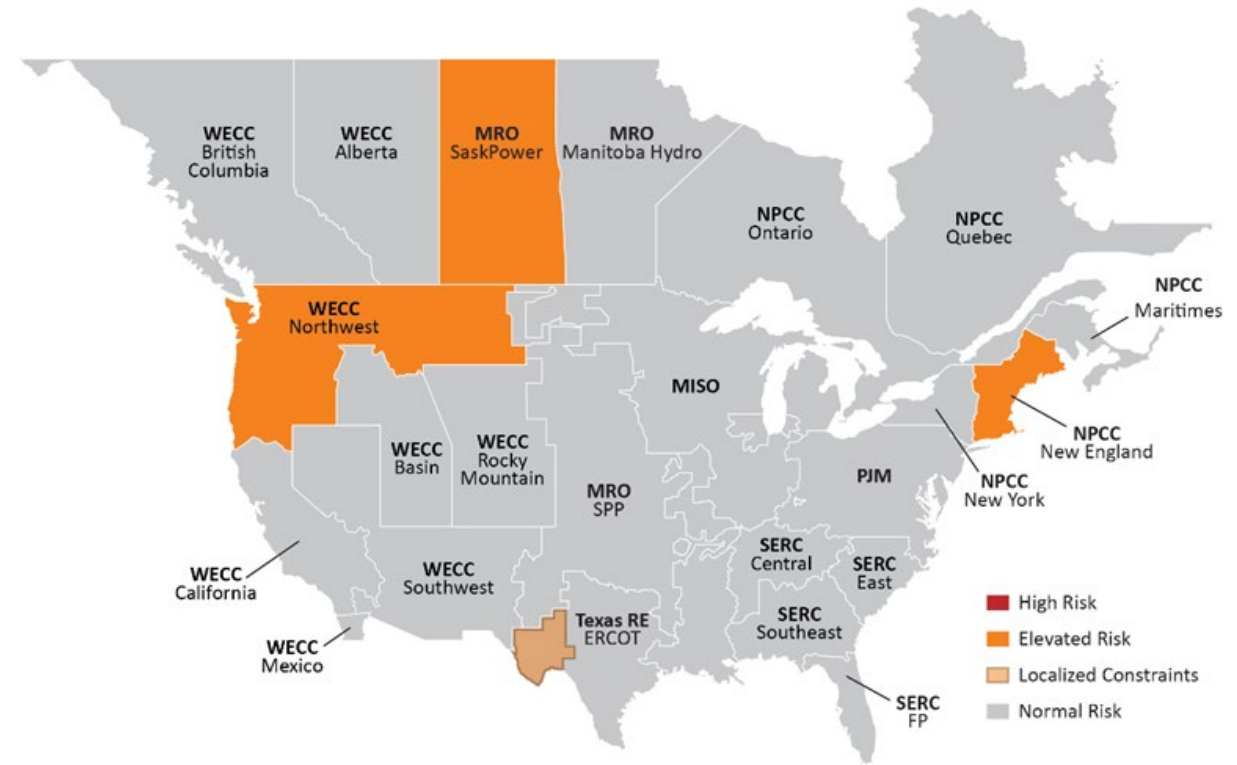 WECC
British
Columbia
WECC
Alberta
MRO
SaskPower
MRO
Manitoba Hydro
NPCC
Ontario
NPCC
Quebec
NPCC
Maritimes
WECC
Northwest
MISO
NPCC
New England
WECC
Basin
WECC
Rocky
Mountain
MRO
SPP
PJM
NPCC
New York
WECC
California
WECC
Southwest
SERC
Central
SERC
East
WECC
Mexico
Texas RE
ERCOT
SERC
Southeast
SERC
FP
High Risk
Elevated Risk
Localized Constraints
Normal Risk